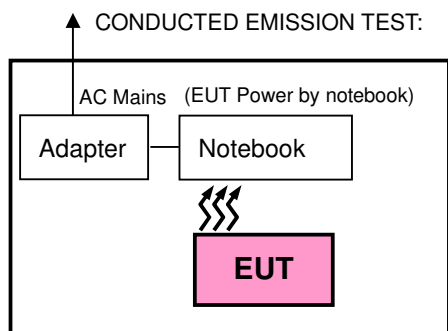 CONDUCTED EMISSION TEST:
AC Mains (EUT Power by notebook)
Adapter Notebook
EUT